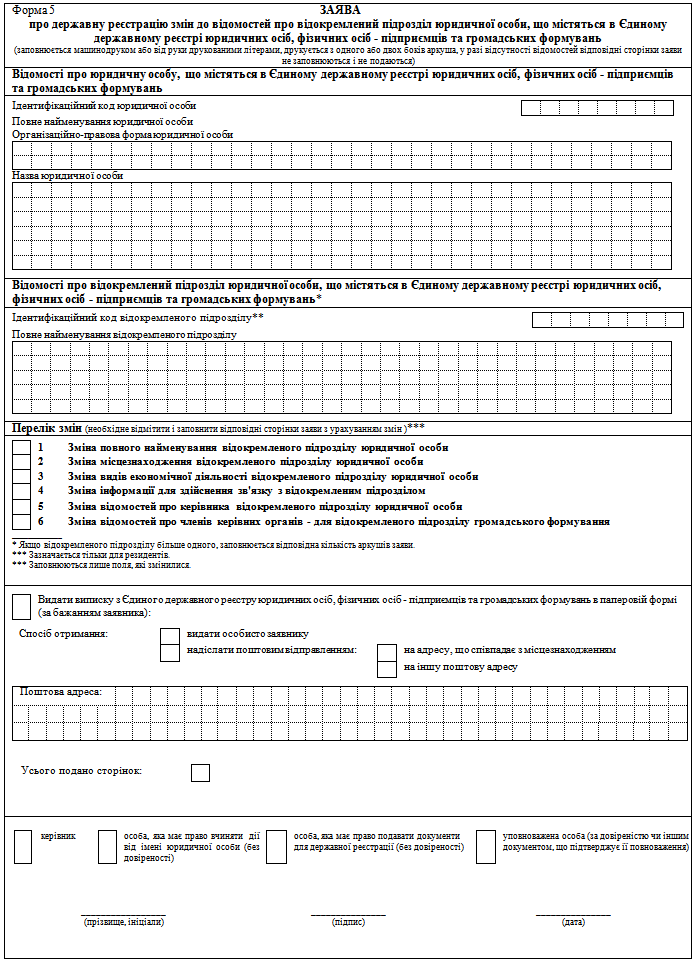 Форма 5
ЗАЯВА
про державну реєстрацію змін до відомостей про відокремлений підрозділ юридичної особи, що містяться в Єдиному
державному реєстрі юридичних осіб, фізичних осіб - підприємців та громадських формувань
(заповнюється машинодруком або від руки друкованими літерами, друкується з одного або двох боків аркуша, у разі відсутності відомостей відповідні сторінки заяви
не заповнюються і не подаються)
Відомості про юридичну особу, що містяться в Єдиному державному реєстрі юридичних осіб, фізичних осіб - підприємців
та громадських формувань
Ідентифікаційний код юридичної особи
Повне найменування юридичної особи
Організаційно-правова форма юридичної особи
Назва юридичної особи
Відомості про відокремлений підрозділ юридичної особи, що містяться в Єдиному державному реєстрі юридичних осіб,
фізичних осіб - підприємців та громадських формувань*
Ідентифікаційний код відокремленого підрозділу**
Повне найменування відокремленого підрозділу
Перелік змін (необхідне відмітити і заповнити відповідні сторінки заяви з урахуванням змін )***
1 Зміна повного найменування відокремленого підрозділу юридичної особи
2 Зміна місцезнаходження відокремленого підрозділу юридичної особи
3 Зміна видів економічної діяльності відокремленого підрозділу юридичної особи
4 Зміна інформації для здійснення зв'язку з відокремленим підрозділом
5 Зміна відомостей про керівника відокремленого підрозділу юридичної особи
6 Зміна відомостей про членів керівних органів - для відокремленого підрозділу громадського формування
* Якщо відокремленого підрозділу більше одного, заповнюється відповідна кількість аркушів заяви.
*** Зазначається тільки для резидентів.
*** Заповнюються лише поля, які змінилися.
Видати виписку з Єдиного державного реєстру юридичних осіб, фізичних осіб - підприємців та громадських формувань в паперовій формі
(за бажанням заявника):
Спосіб отримання:
видати особисто заявнику
надіслати поштовим відправленням:
на адресу, що співпадає з місцезнаходженням
на іншу поштову адресу
Поштова адреса:
Усього подано сторінок:
керівник
особа, яка має право вчиняти дії
від імені юридичної особи (без
довіреності)
особа, яка має право подавати документи
для державної реєстрації (без довіреності)
уповноважена особа (за довіреністю чи іншим
документом, що підтверджує її повноваження)
(прізвище, ініціали)
(підпис)
(дата)